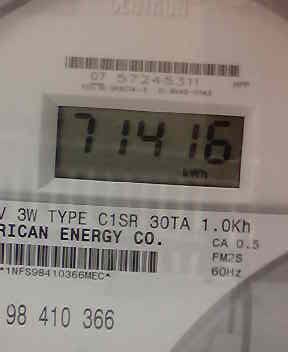 CENTRON
07 57245311
71416
kWh
V 3W TYPE C1SR 30TA 1.0Kh
RICAN ENERGY CO.
CA 0.5
FM2S
60Hz
*1NFS98410366MEC*
98 410 366